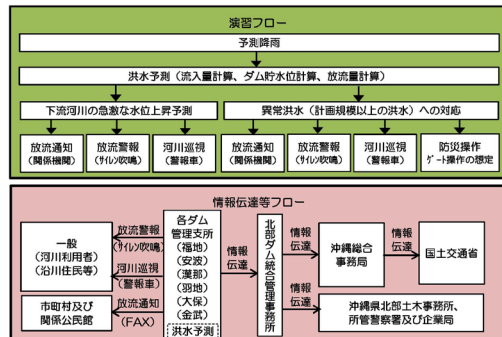 演習フロー
予測降雨
洪水予測（流入量計算、ダム貯水位計算、放流量計算）
下流河川の急激な水位上昇予測
異常洪水（計画規模以上の洪水）への対応
放流通知
(関係機関)
放流警報
(サイレン吹鳴)
河川巡視
(警報車)
放流通知
(関係機関)
放流警報
(サイレン吹鳴)
河川巡視
(警報車)
防災操作
ゲート操作の想定
情報伝達等フロー
一般
(河川利用者)
(沿川住民等)
放流警報
(サイレン吹鳴)
河川巡視
(警報車)
市町村及び
関係公民館
放流通知
(FAX)
各ダム
管理支所
(福地)
(安波)
(漢那)
(羽地)
(大保)
(金武)
洪水予測
情報
伝達
北部ダム統合管理事務所
情報
伝達
沖縄総合
事務局
情報
伝達
国土交通省
情報
伝達
沖縄県北部土木事務所、
所管警察署及び企業局